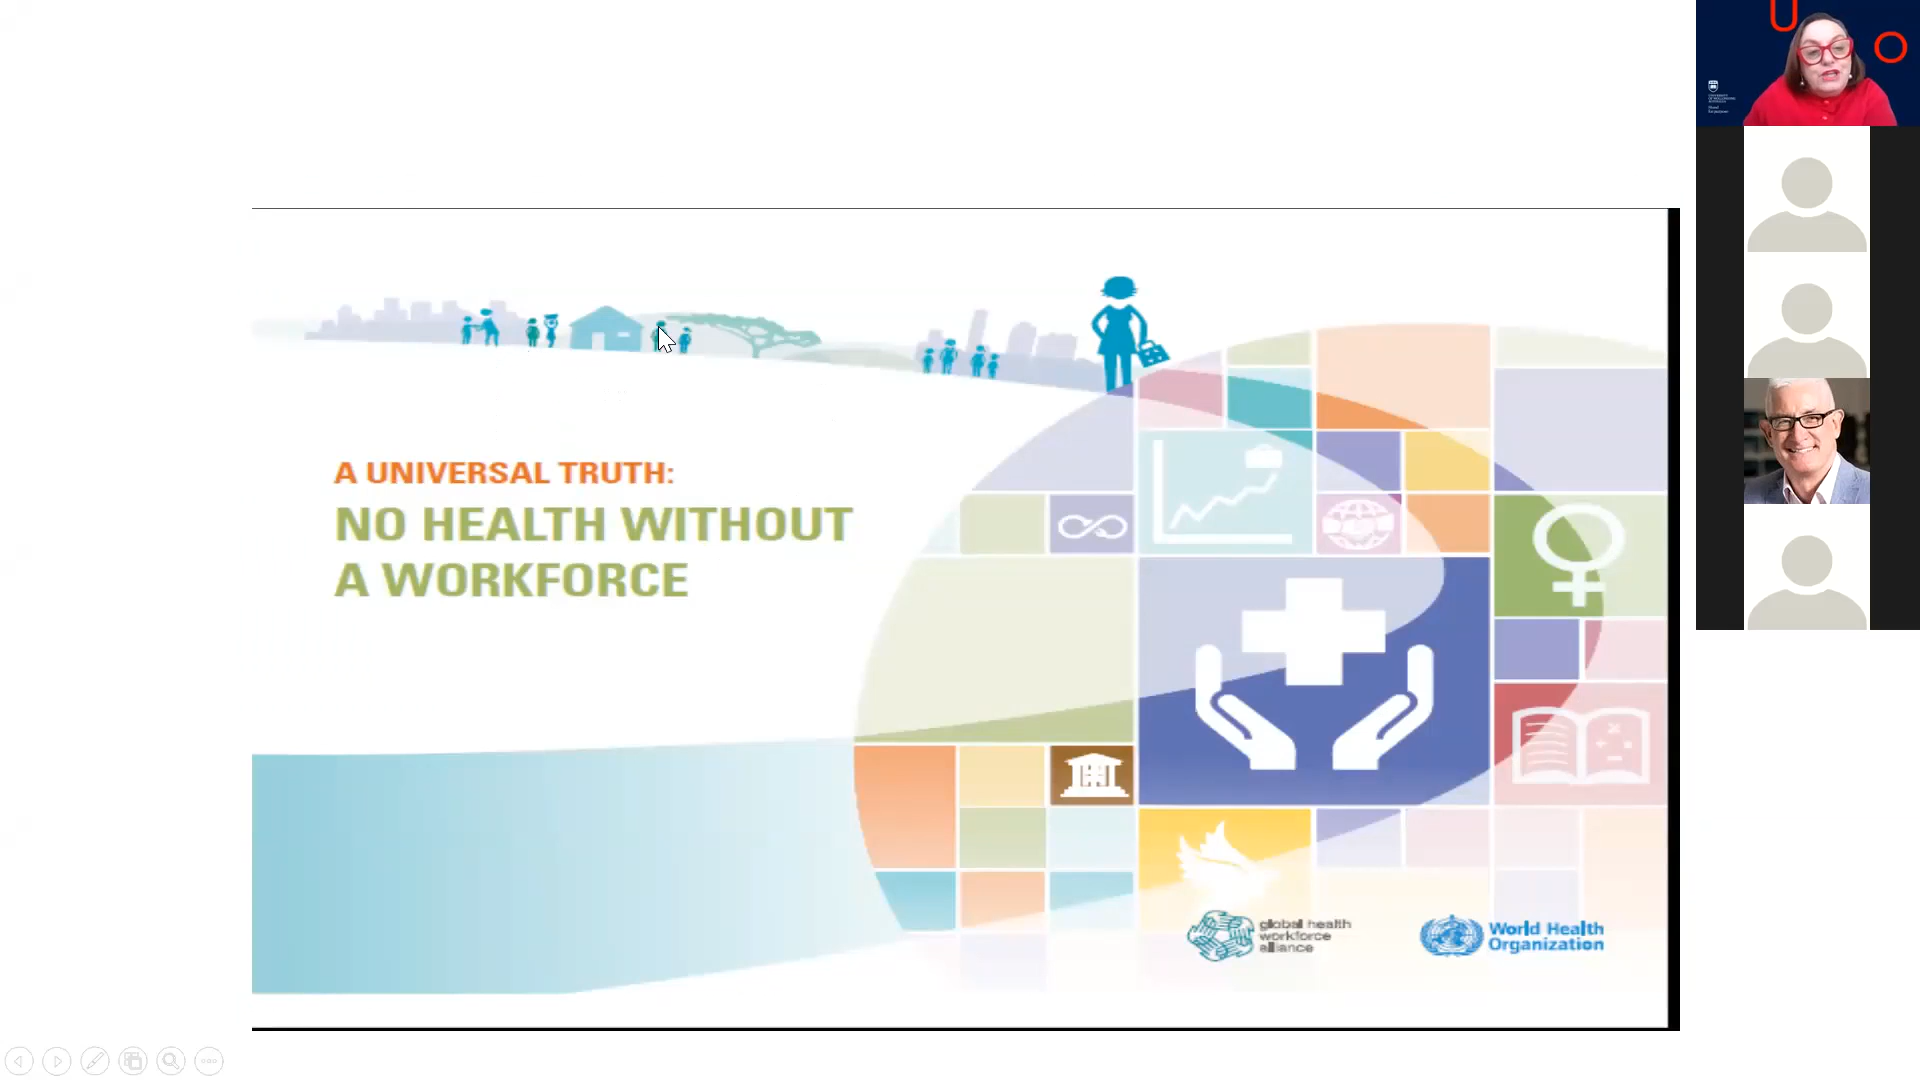 A UNIVERSAL TRUTH:
NO HEALTH WITHOUT
A WORKFORCE
global health
workforce
alliance
World Health
Organization
U
O